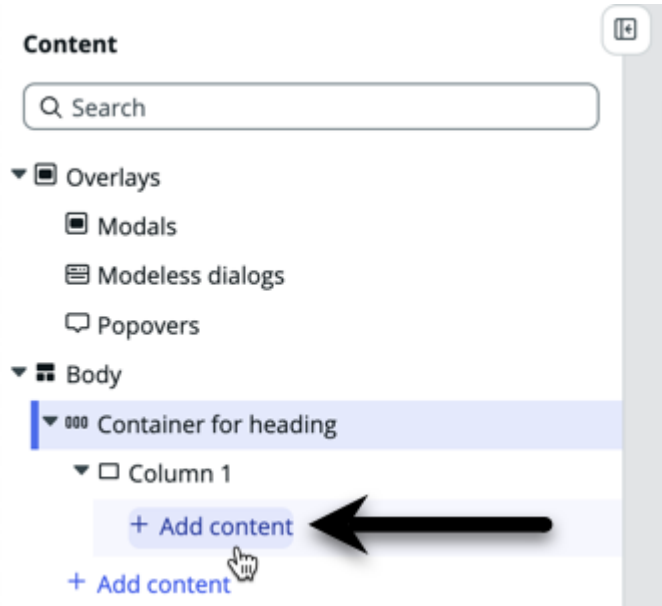 Content
Search
Overlays
Modals
Modeless dialogs
Popovers
Body
Container for heading
Column 1
+ Add content
+ Add content